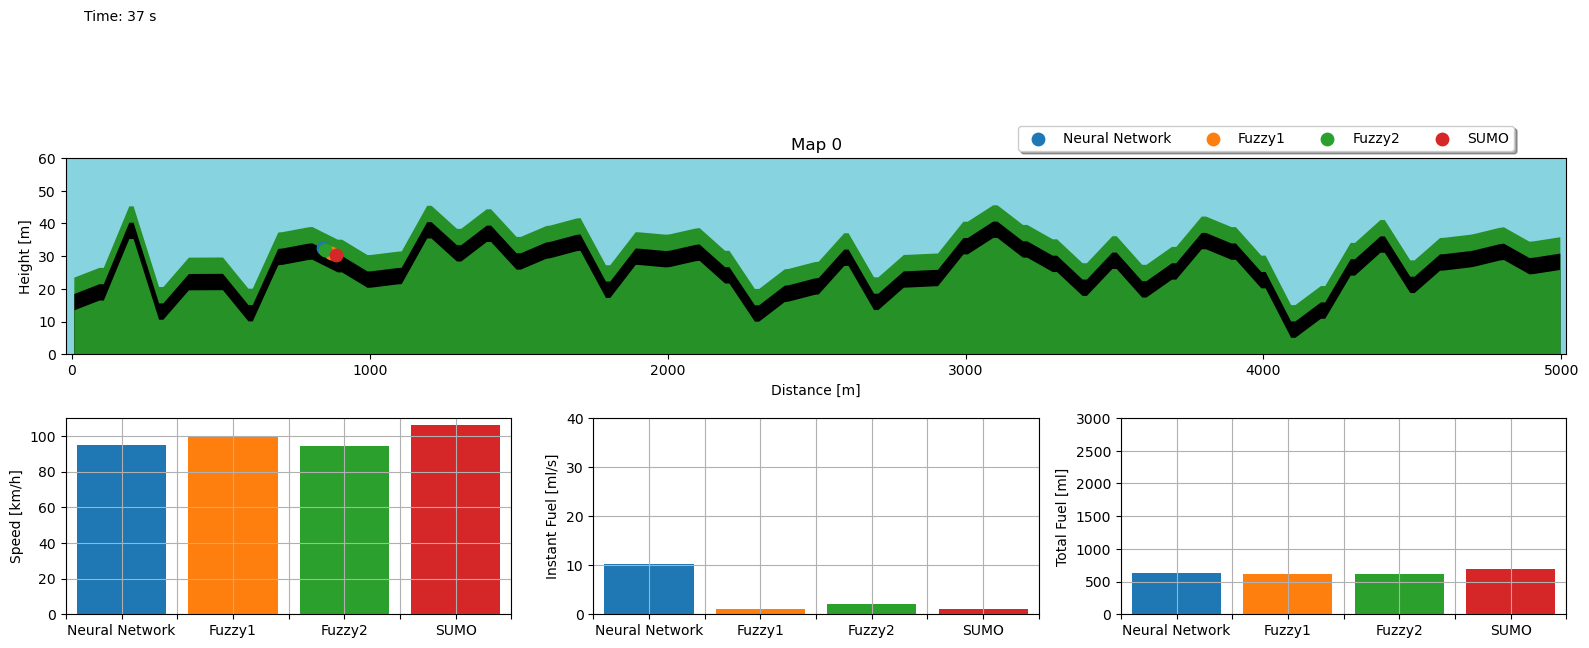 Time: 37 s
Map 0
Neural Network Fuzzy1 Fuzzy2 SUMO
Height [m]
60
50
40
30
20
10
0
0 1000 2000 3000 4000 5000
Distance [m]
Speed [km/h]
100
80
60
40
20
0
Neural Network Fuzzy1 Fuzzy2 SUMO
Instant Fuel [ml/s]
40
30
20
10
0
Neural Network Fuzzy1 Fuzzy2 SUMO
Total Fuel [ml]
3000
2500
2000
1500
1000
500
0
Neural Network Fuzzy1 Fuzzy2 SUMO